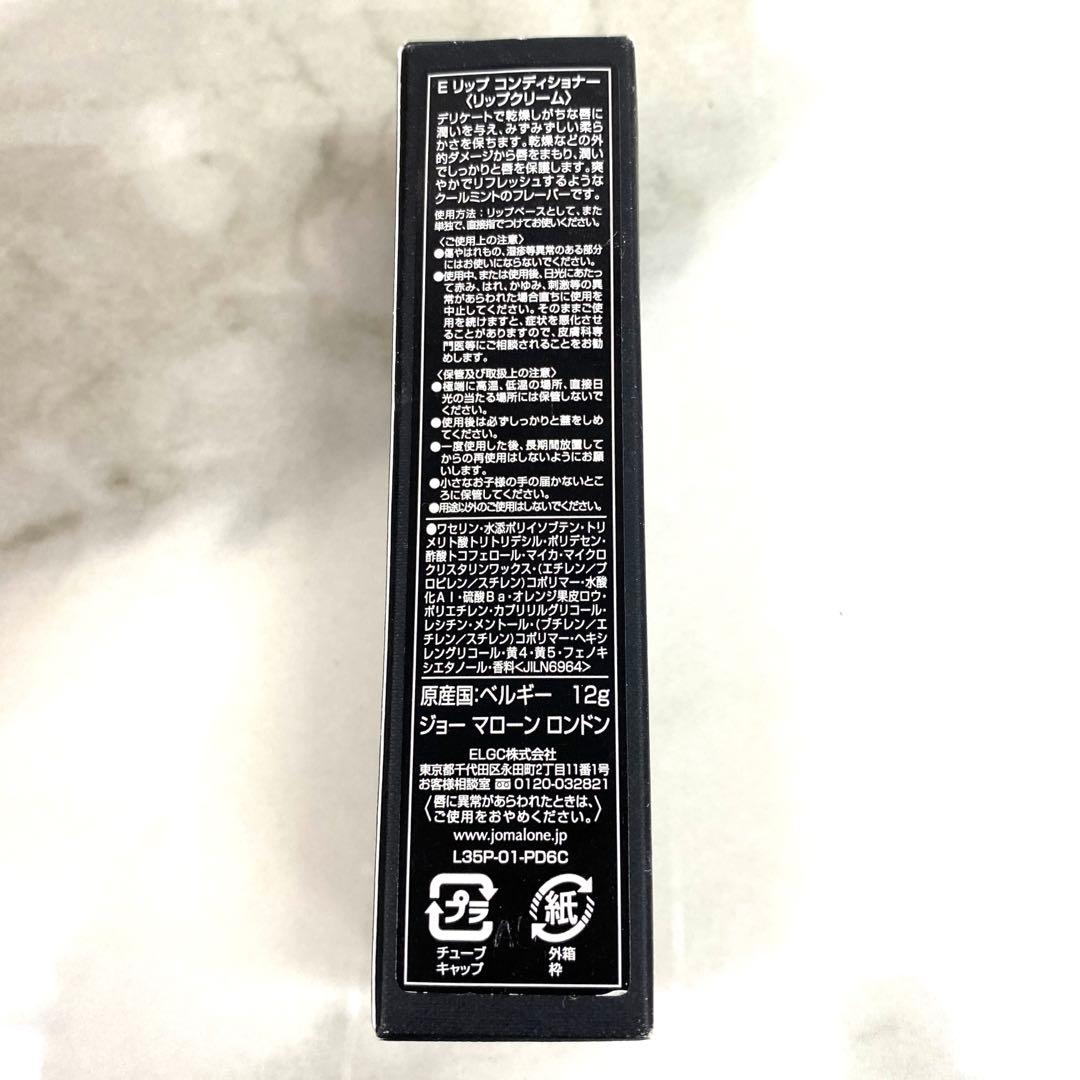 E リップ コンディショナー
〈リップクリーム〉
デリケートで乾燥しがちな唇に
潤いを与え、みずみずしい柔ら
かさを保ちます。乾燥などの外
的ダメージから唇をまもり、潤い
でしっかりと唇を保護します。爽
やかでリフレッシュするような
クールミントのフレーバーです。
使用方法：リップベースとして、また
単独で、直接指でつけてお使いください。
〈ご使用上の注意〉
●傷やはれもの、湿疹等異常のある部分
にはお使いにならないでください。
●使用中、または使用後、日光にあたっ
て赤み、はれ、かゆみ、刺激等の異
常があらわれた場合直ちに使用を
中止してください。そのままご使
用を続けますと、症状を悪化させ
ることがありますので、皮膚科専
門医等にご相談されることをお勧
めします。
〈保管及び取扱上の注意〉
●極端に高温、低温の場所、直接日
光の当たる場所には保管しないで
ください。
●使用後は必ずしっかりと蓋をしめ
てください。
●一度使用した後、長期間放置して
からの再使用はしないようにお願
いします。
●小さなお子様の手の届かないとこ
ろに保管してください。
●用途以外のご使用はしないでください。
●ワセリン・水添ポリイソブテン・トリ
メリト酸トリトリデシル・ポリデセン・
酢酸トコフェロール・マイカ・マイクロ
クリスタリンワックス・(エチレン／プ
ロピレン／スチレン)コポリマー・水酸
化Al・硫酸Ba・オレンジ果皮ロウ・
ポリエチレン・カプリリルグリコール・
レシチン・メントール・(ブチレン／エ
チレン／スチレン)コポリマー・ヘキシ
レングリコール・黄4・黄5・フェノキ
シエタノール・香料<JILN6964>
原産国：ベルギー 12g
ジョー マローン ロンドン
ELGC株式会社
東京都千代田区永田町2丁目11番1号
お客様相談室 0120-032821
〈唇に異常があらわれたときは、
ご使用をおやめください。〉
www.jomalone.jp
L35P-01-PD6C
プラ 紙
チューブ 外箱
キャップ 枠